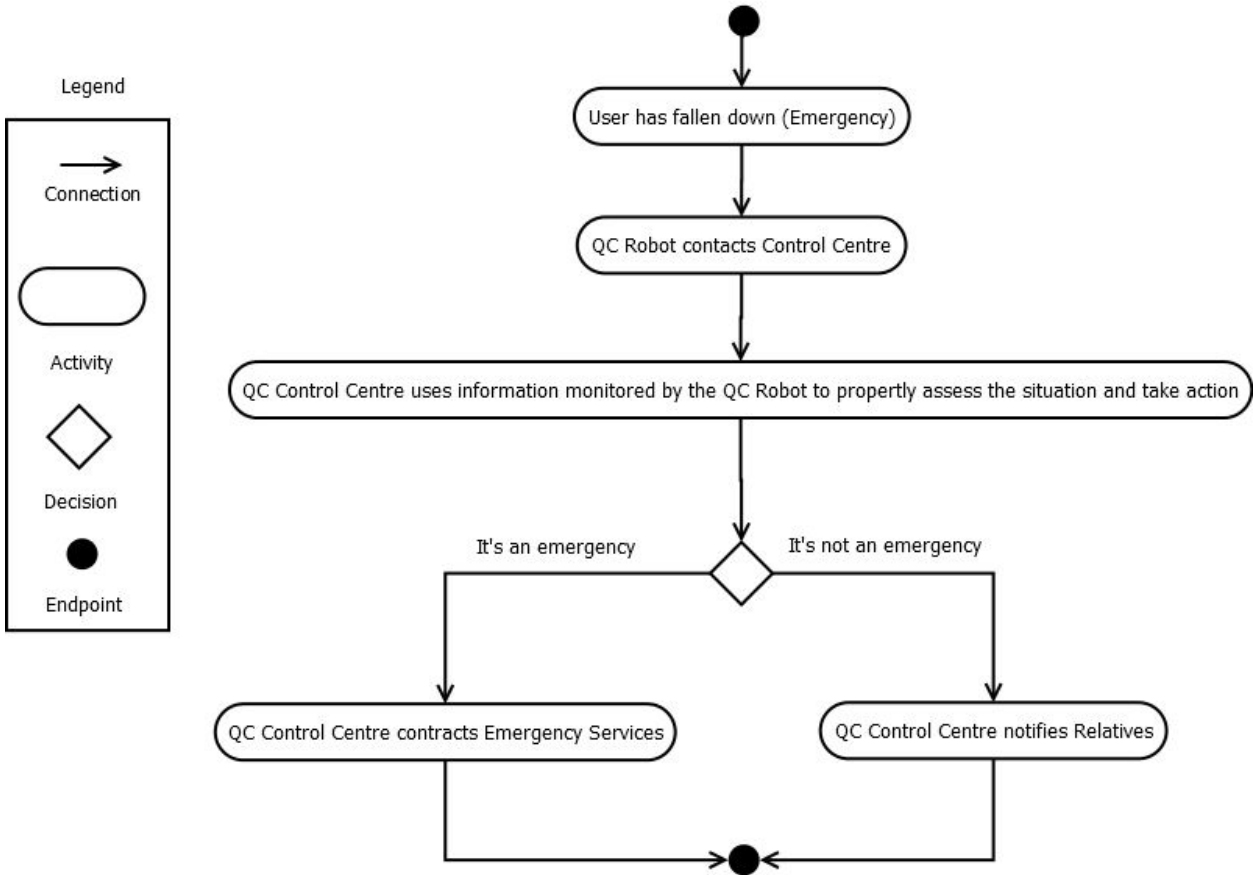 Legend
Connection
Activity
Decision
Endpoint
User has fallen down (Emergency)
QC Robot contacts Control Centre
QC Control Centre uses information monitored by the QC Robot to propertly assess the situation and take action
It's an emergency
It's not an emergency
QC Control Centre contracts Emergency Services
QC Control Centre notifies Relatives